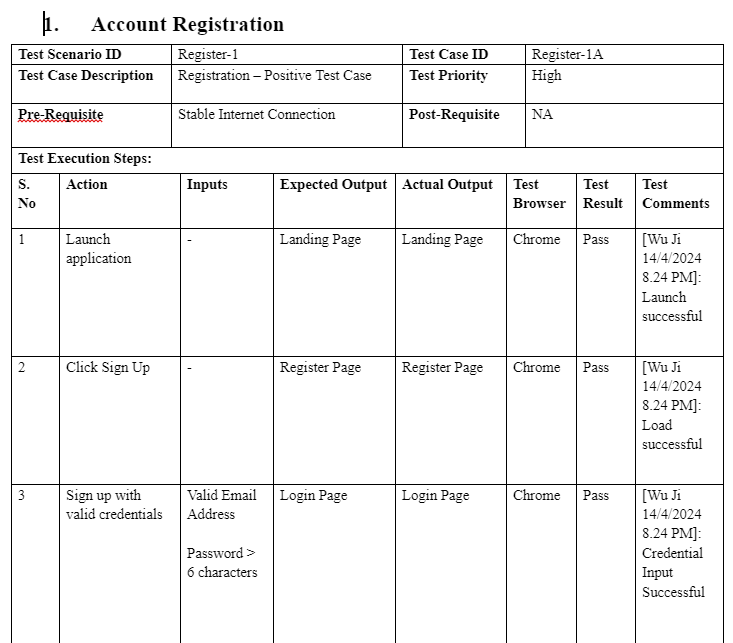 1. Account Registration
Test Scenario ID Register-1 Test Case ID Register-1A
Test Case Description Registration – Positive Test Case Test Priority High
Pre-Requisite Stable Internet Connection Post-Requisite NA
Test Execution Steps:
S. No Action Inputs Expected Output Actual Output Test Browser Test Result Test Comments
1 Launch application - Landing Page Landing Page Chrome Pass [Wu Ji 14/4/2024 8.24 PM]: Launch successful
2 Click Sign Up - Register Page Register Page Chrome Pass [Wu Ji 14/4/2024 8.24 PM]: Load successful
3 Sign up with valid credentials Valid Email Address Password > 6 characters Login Page Login Page Chrome Pass [Wu Ji 14/4/2024 8.24 PM]: Credential Input Successful